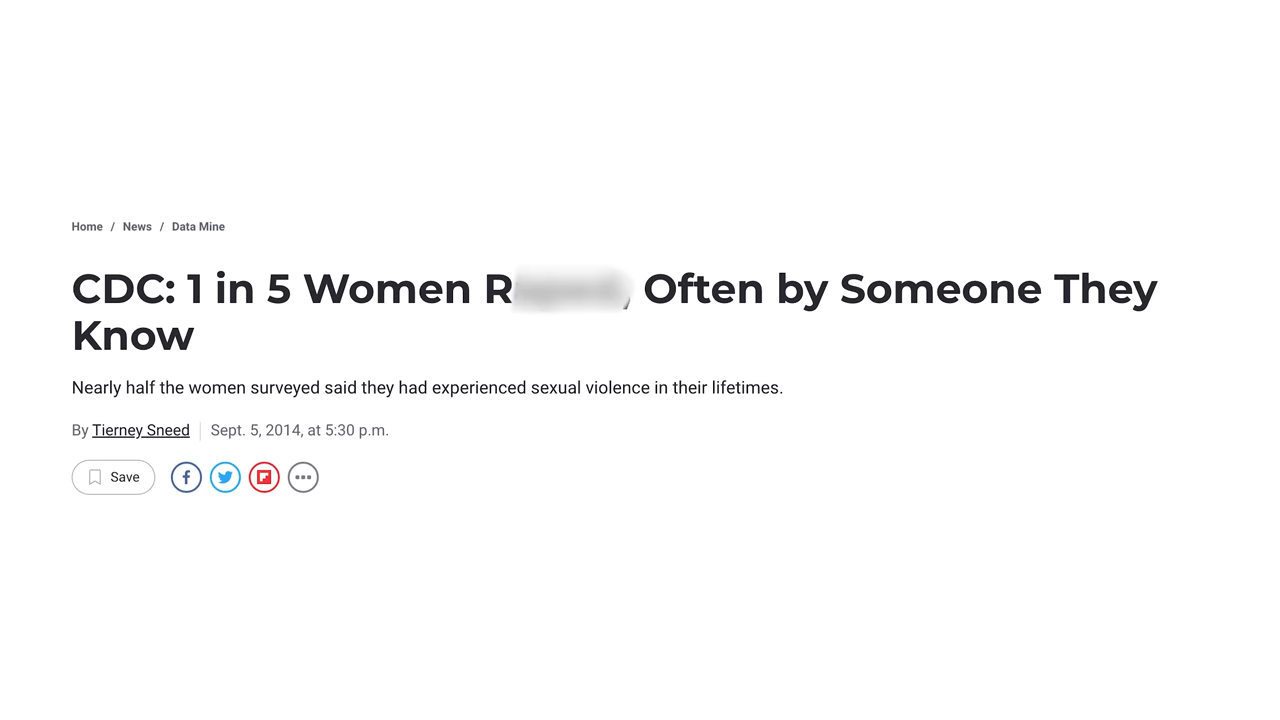 Home / News / Data Mine
CDC: 1 in 5 Women R Often by Someone They
Know
Nearly half the women surveyed said they had experienced sexual violence in their lifetimes.
By Tierney Sneed Sept. 5, 2014, at 5:30 p.m.
Save